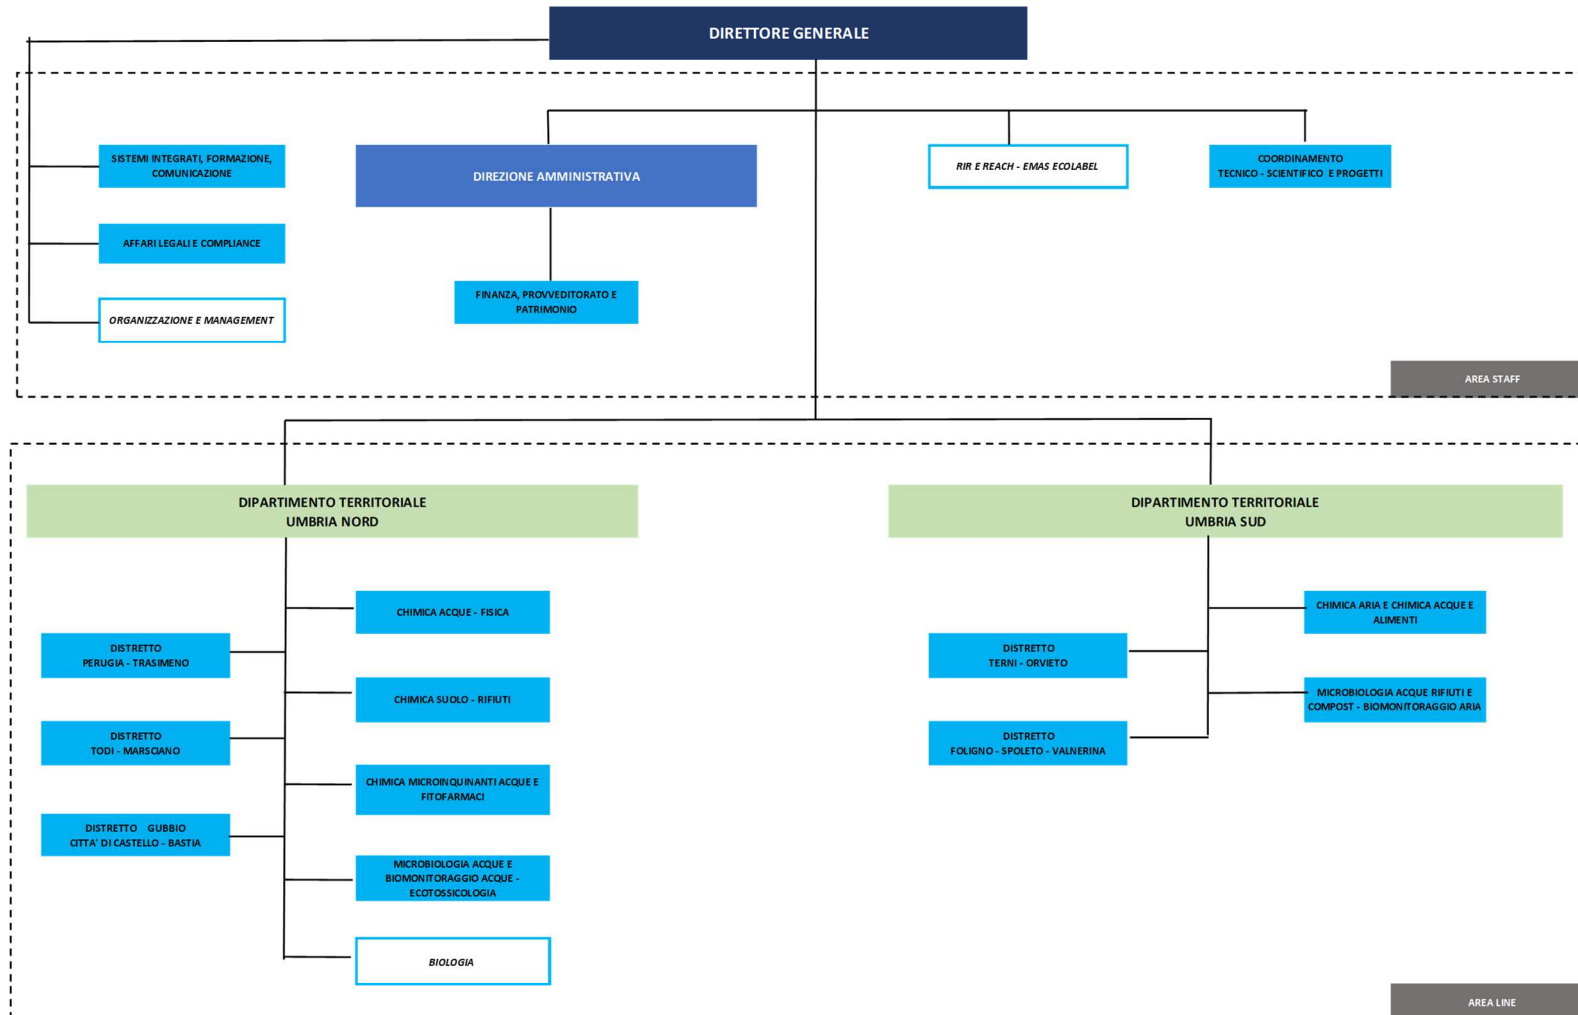 DIRETTORE GENERALE
SISTEMI INTEGRATI, FORMAZIONE,
COMUNICAZIONE
AFFARI LEGALI E COMPLIANCE
ORGANIZZAZIONE E MANAGEMENT
DIREZIONE AMMINISTRATIVA
FINANZA, PROVVEDITORATO E
PATRIMONIO
RIR E REACH - EMAS ECOLABEL
COORDINAMENTO
TECNICO - SCIENTIFICO E PROGETTI
AREA STAFF
DIPARTIMENTO TERRITORIALE
UMBRIA NORD
DISTRETTO
PERUGIA - TRASIMENO
DISTRETTO
TODI - MARSCIANO
DISTRETTO GUBBIO
CITTA' DI CASTELLO - BASTIA
CHIMICA ACQUE - FISICA
CHIMICA SUOLO - RIFIUTI
CHIMICA MICROINQUINANTI ACQUE E
FITOFARMACI
MICROBIOLOGIA ACQUE E
BIOMONITORAGGIO ACQUE -
ECOTOSSICOLOGIA
BIOLOGIA
DIPARTIMENTO TERRITORIALE
UMBRIA SUD
DISTRETTO
TERNI - ORVIETO
DISTRETTO
FOLIGNO - SPOLETO - VALNERINA
CHIMICA ARIA E CHIMICA ACQUE E
ALIMENTI
MICROBIOLOGIA ACQUE RIFIUTI E
COMPOST - BIOMONITORAGGIO ARIA
AREA LINE